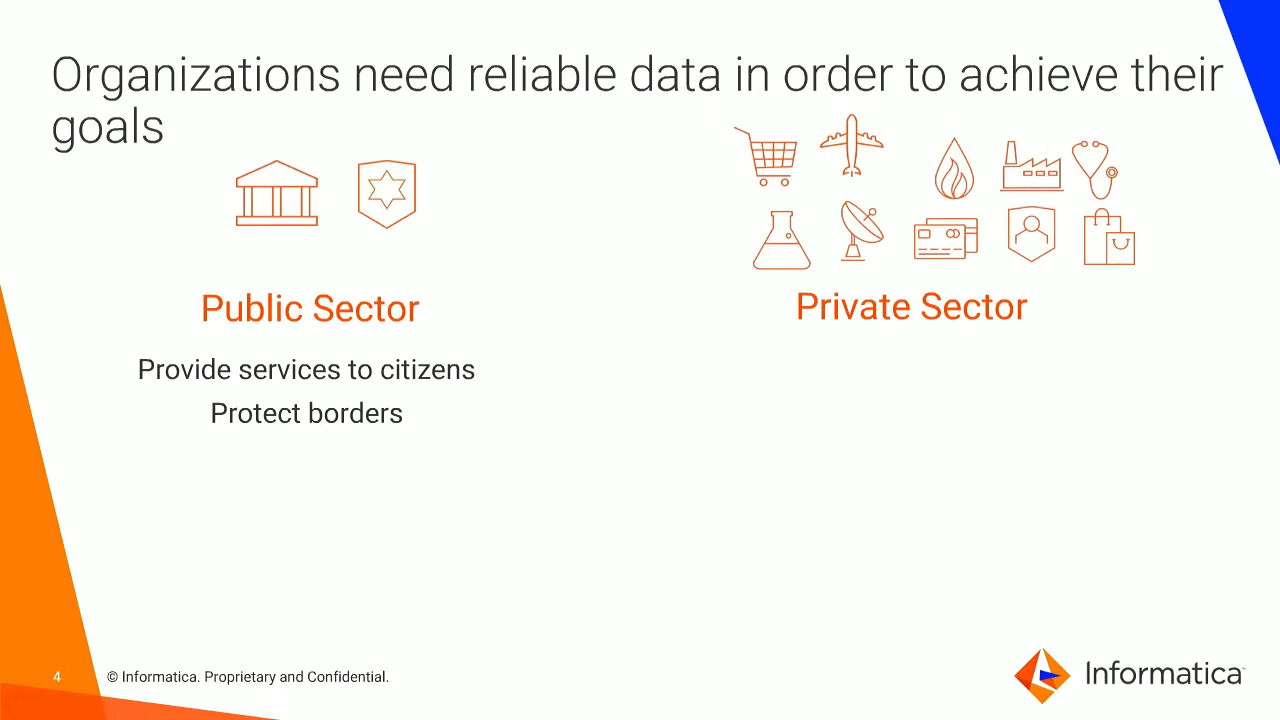 Organizations need reliable data in order to achieve their
goals
Public Sector
Private Sector
Provide services to citizens
Protect borders
4
© Informatica. Proprietary and Confidential.
Informatica